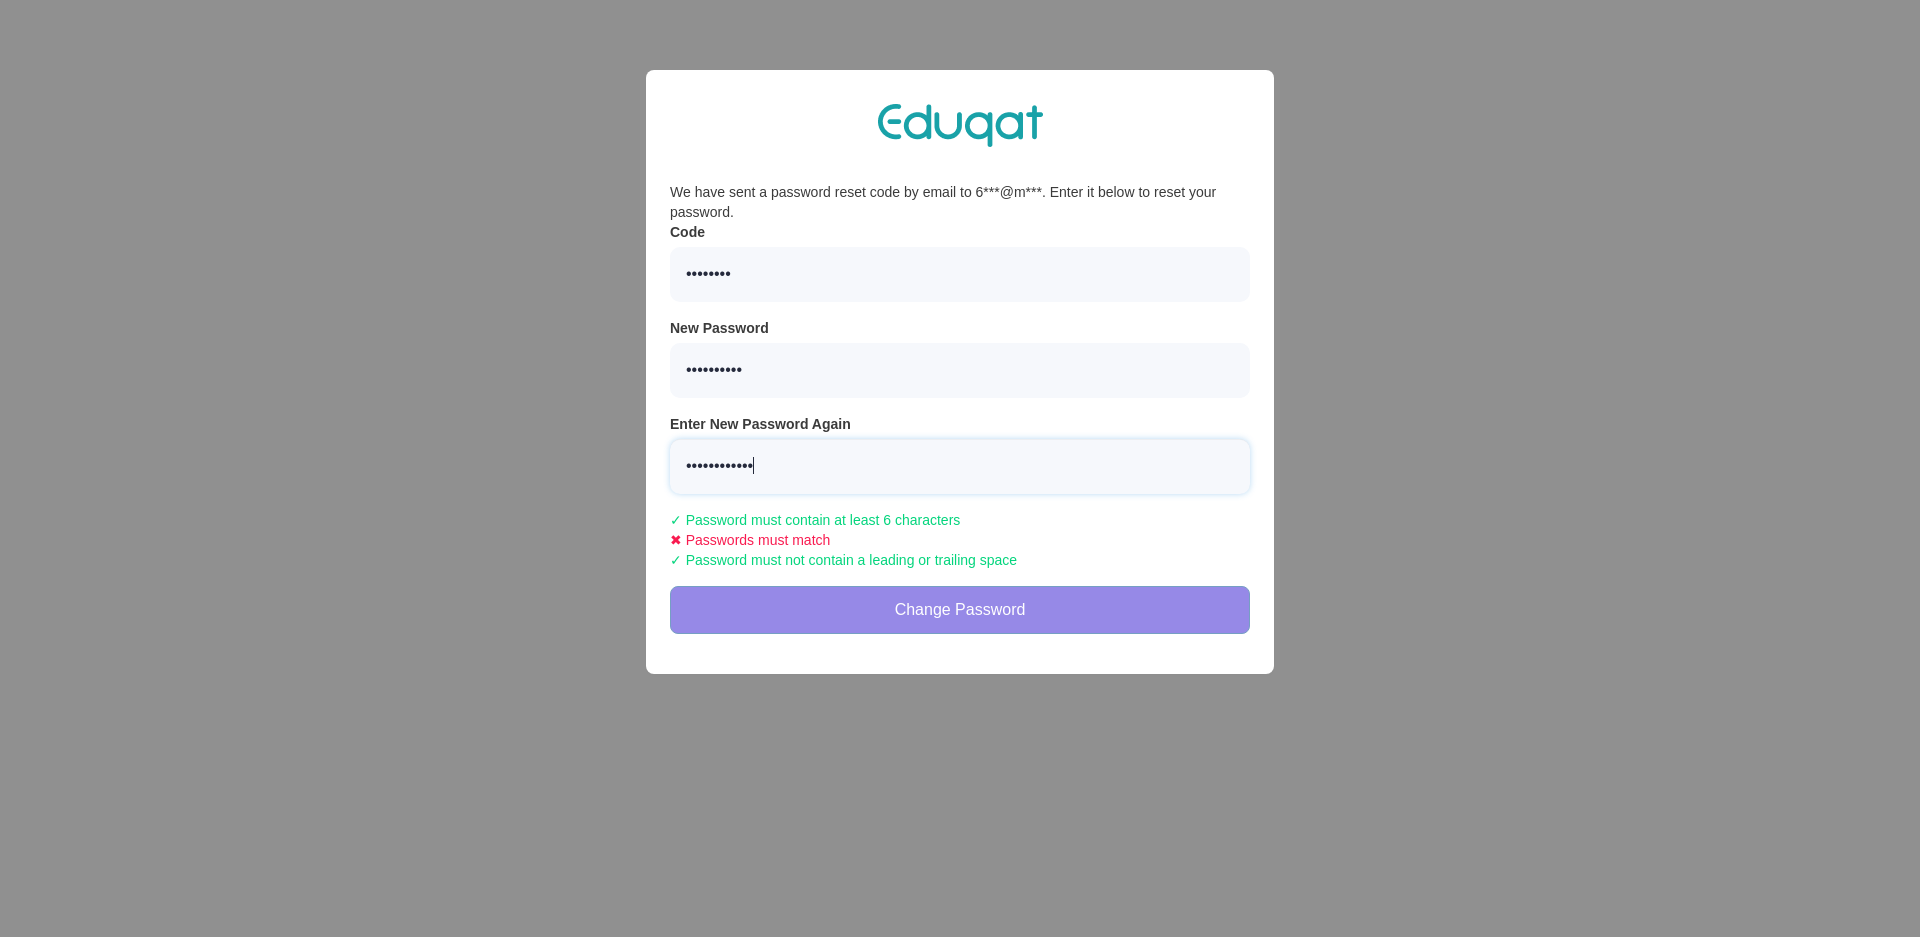 Eduqat
We have sent a password reset code by email to 6***@m***. Enter it below to reset your
password.
Code
••••••••
New Password
••••••••••
Enter New Password Again
••••••••••••
✓ Password must contain at least 6 characters
✖ Passwords must match
✓ Password must not contain a leading or trailing space
Change Password